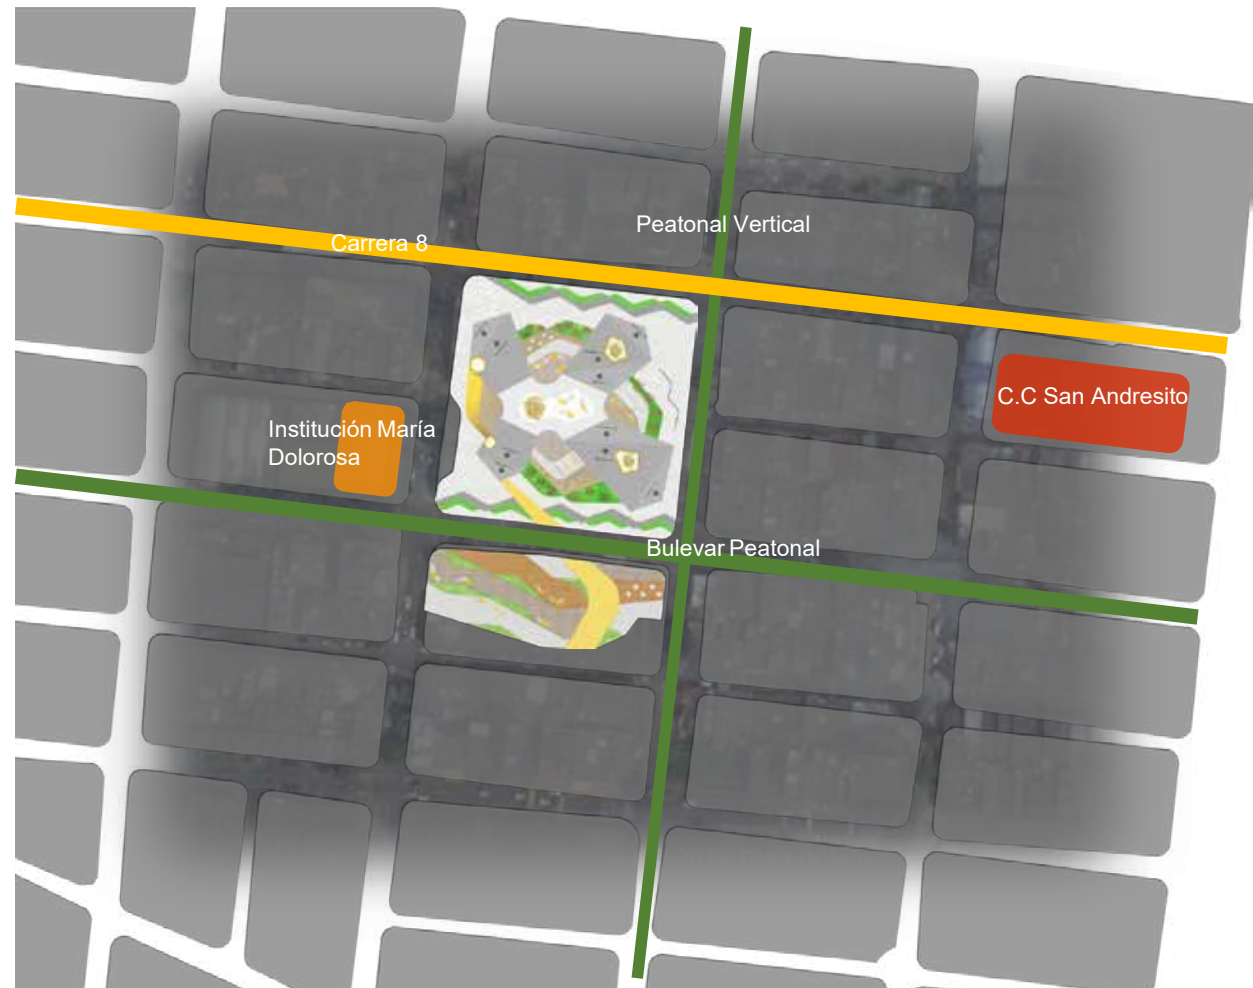 Peatonal Vertical
Carrera 8
C.C San Andresito
Institución María
Dolorosa
Bulevar Peatonal